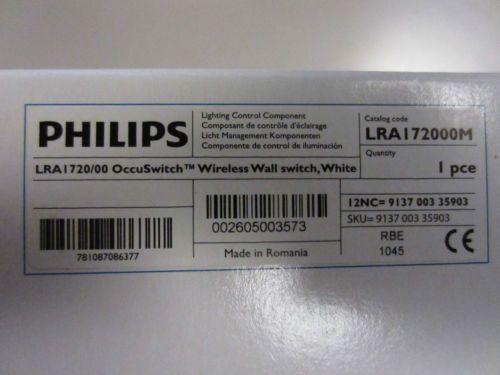 PHILIPS
Lighting Control Component
Composant de contrôle d'éclairage
Licht Management Komponenten
Componente de control de iluminación
Catalog code
LRA172000M
LRA1720/00 OccuSwitch™ Wireless Wall switch, White
Quantity
1 pce
781087086377
002605003573
Made in Romania
12NC= 9137 003 35903
SKU= 9137 003 35903
RBE
1045
CE